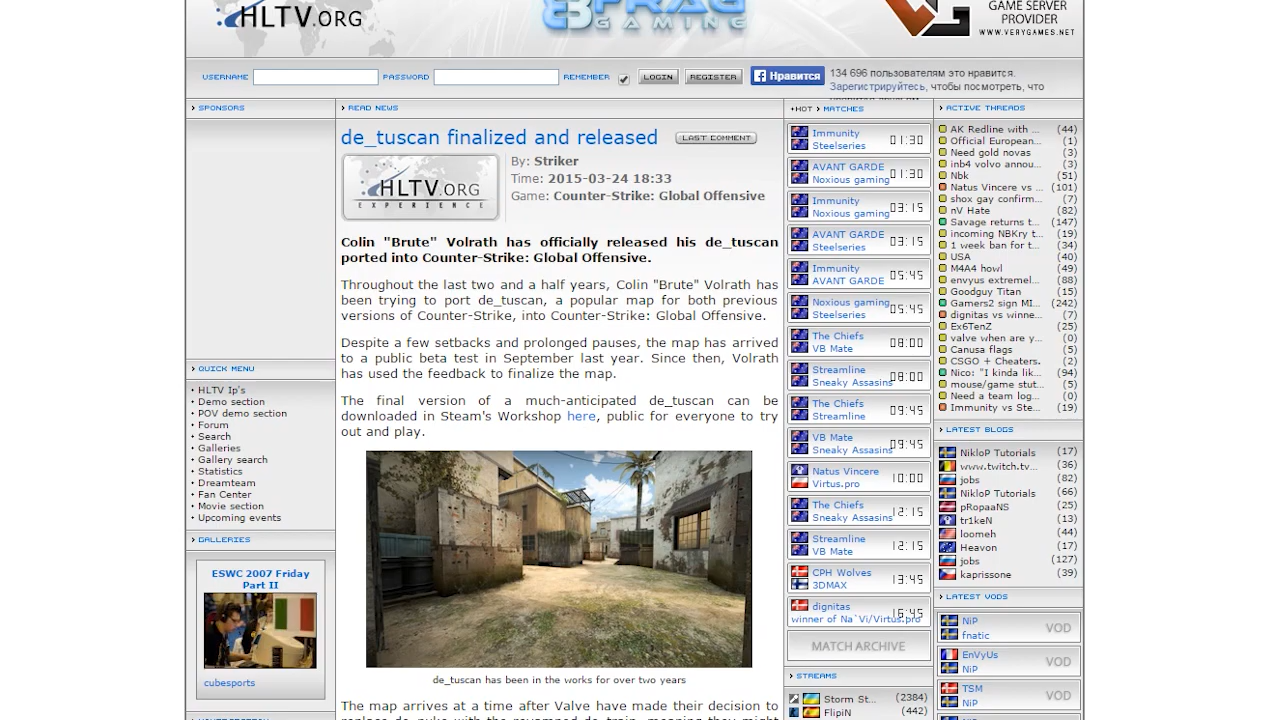 HLTV.ORG
FRAG
GAMING
GAME SERVER
PROVIDER
WWW.VERYGAMES.NET
USERNAME
PASSWORD
REMEMBER
LOGIN
REGISTER
Нравится
134 696 пользователям это нравится.
Зарегистрируйтесь, чтобы посмотреть, что
SPONSORS
QUICK MENU
HLTV Ip's
Demo section
POV demo section
Forum
Search
Galleries
Gallery search
Statistics
Dreamteam
Fan Center
Movie section
Upcoming events
GALLERIES
ESWC 2007 Friday
Part II
cubesports
READ NEWS
de_tuscan finalized and released
LAST COMMENT
HLTV.ORG
EXPERIENCE
By: Striker
Time: 2015-03-24 18:33
Game: Counter-Strike: Global Offensive
Colin "Brute" Volrath has officially released his de_tuscan
ported into Counter-Strike: Global Offensive.
Throughout the last two and a half years, Colin "Brute" Volrath has
been trying to port de_tuscan, a popular map for both previous
versions of Counter-Strike, into Counter-Strike: Global Offensive.
Despite a few setbacks and prolonged pauses, the map has arrived
to a public beta test in September last year. Since then, Volrath
has used the feedback to finalize the map.
The final version of a much-anticipated de_tuscan can be
downloaded in Steam's Workshop here, public for everyone to try
out and play.
de_tuscan has been in the works for over two years
The map arrives at a time after Valve have made their decision to
replace de_nuke with the revamped de_train, meaning they might
+HOT
MATCHES
Immunity
Steelseries 01:30
AVANT GARDE
Noxious gaming 01:30
Immunity
Noxious gaming 03:15
AVANT GARDE
Steelseries 03:15
Immunity
AVANT GARDE 05:45
Noxious gaming
Steelseries 05:45
The Chiefs
VB Mate 08:00
Streamline
Sneaky Assasins 08:00
The Chiefs
Streamline 09:45
VB Mate
Sneaky Assasins 09:45
Natus Vincere
Virtus.pro 10:00
The Chiefs
Sneaky Assasins 12:15
Streamline
VB Mate 12:15
CPH Wolves
3DMAX 13:45
dignitas
winner of Na`Vi/Virtus.pro 16:45
MATCH ARCHIVE
STREAMS
Storm St... (2384)
FlipiN (442)
ACTIVE THREADS
AK Redline with ... (44)
Official European... (1)
Need gold novas (3)
inb4 volvo annou... (3)
Nbk (51)
Natus Vincere vs ... (101)
shox gay confirm... (7)
nV Hate (82)
Savage returns t... (147)
incoming NBKry t... (19)
1 week ban for t... (34)
USA (40)
M4A4 howl (49)
envyus extremel... (88)
Goodguy Titan (15)
Gamers2 sign MI... (242)
dignitas vs winne... (7)
Ex6TenZ (25)
valve when are y... (0)
Canusa flags (5)
CSGO + Cheaters. (2)
Nico: "I kinda lik... (94)
mouse/game stut... (5)
Need a team log... (0)
Immunity vs Ste... (19)
LATEST BLOGS
NikloP Tutorials (17)
www.twitch.tv... (36)
jobs (82)
NikloP Tutorials (66)
pRopaaNS (25)
tr1keN (13)
loomeh (44)
Heavon (17)
jobs (127)
kaprissone (39)
LATEST VODS
NiP
fnatic VOD
EnVyUs
NiP VOD
TSM
NiP VOD